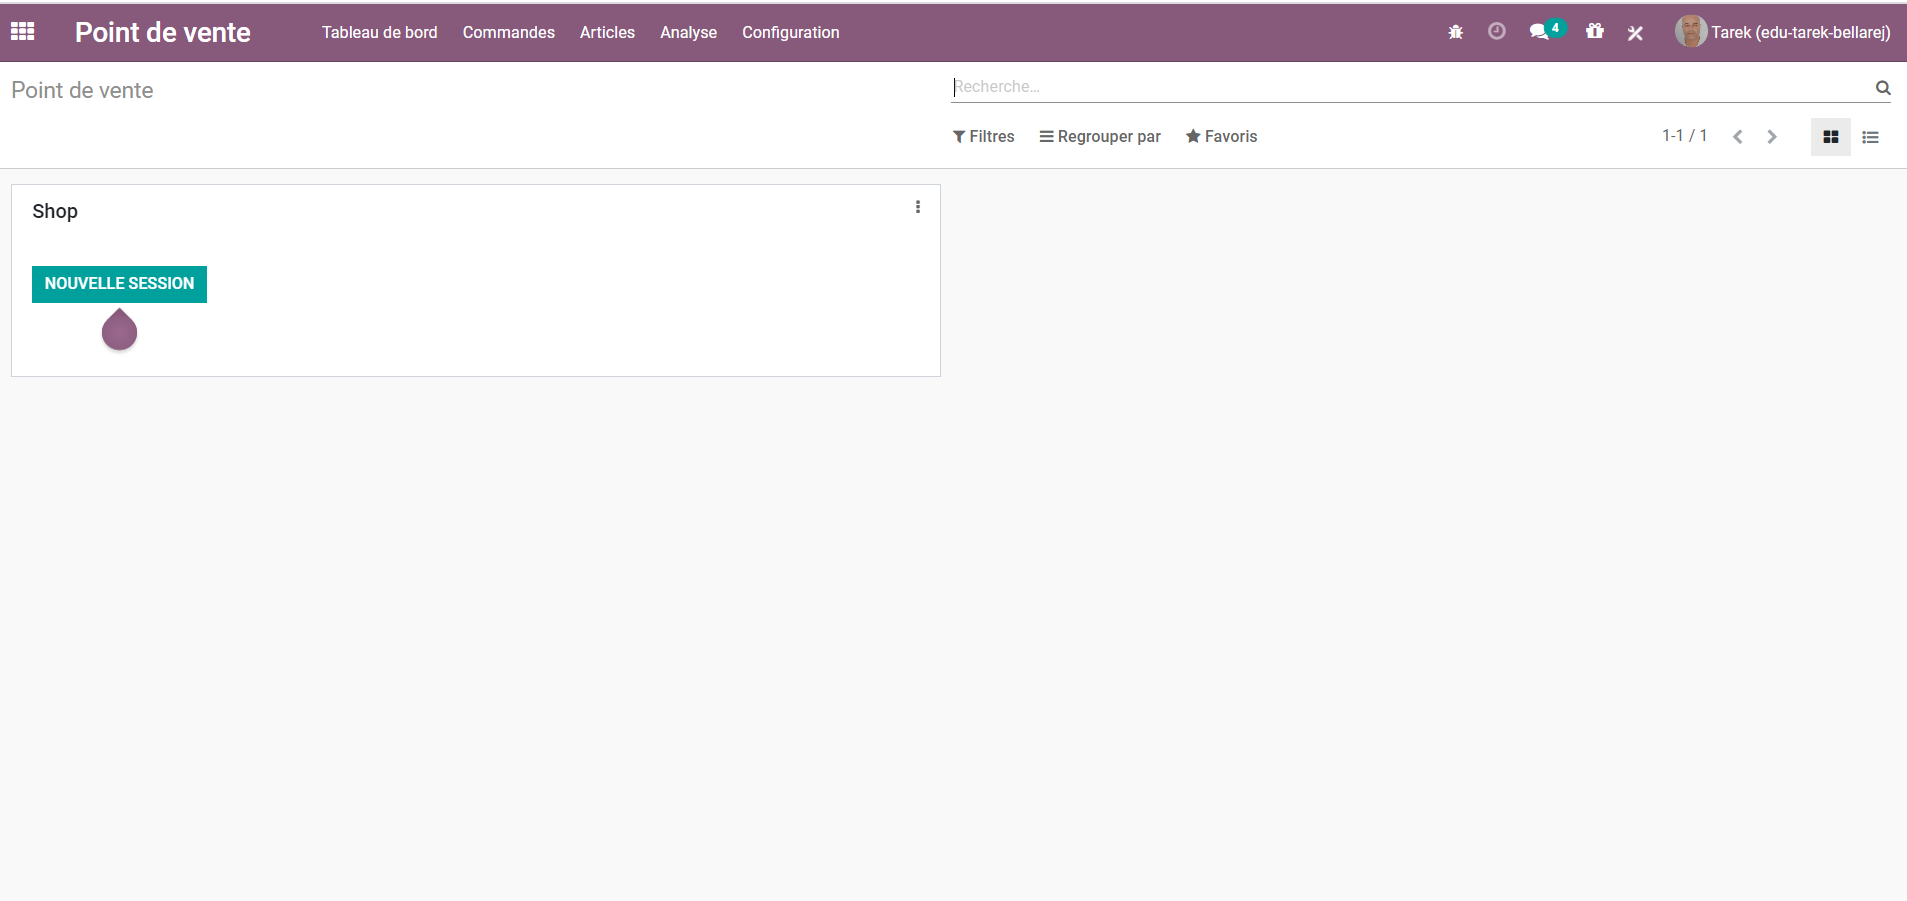 Point de vente Tableau de bord Commandes Articles Analyse Configuration 4 Tarek (edu-tarek-bellarej)
Point de vente
Recherche...
Filtres Regrouper par Favoris 1-1 / 1
Shop
NOUVELLE SESSION